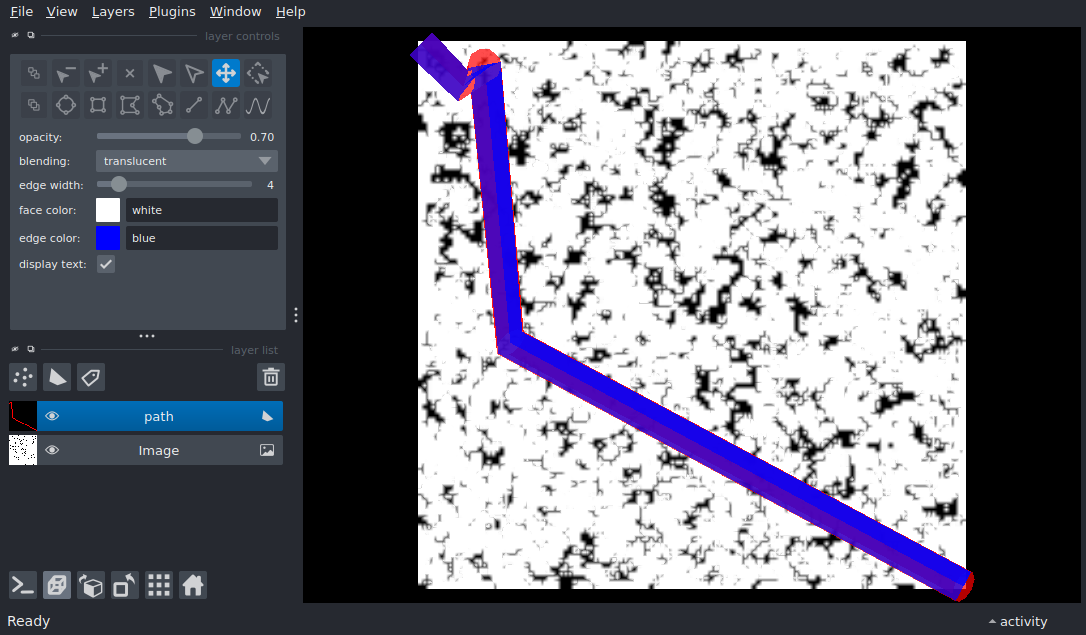 File View Layers Plugins Window Help
layer controls
opacity: 0.70
blending: translucent
edge width: 4
face color: white
edge color: blue
display text:
layer list
path
Image
Ready activity